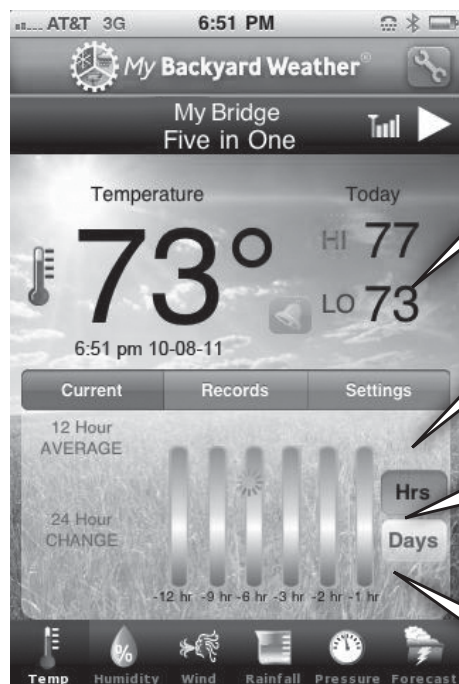 AT&T 3G 6:51 PM
My Backyard Weather®
My Bridge
Five in One
Temperature Today
73° HI 77
LO 73
6:51 pm 10-08-11
Current Records Settings
12 Hour
AVERAGE
Hrs
24 Hour
CHANGE
Days
-12 hr -9 hr -6 hr -3 hr -2 hr -1 hr
%
Temp Humidity Wind Rainfall Pressure Forecast